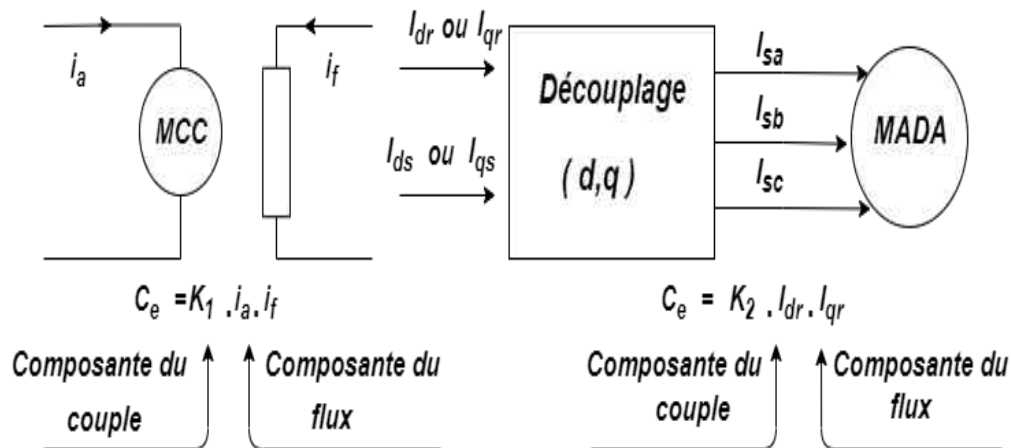 i_a
MCC
i_f
I_dr ou I_qr
I_ds ou I_qs
Découplage
( d,q )
I_sa
I_sb
I_sc
MADA
C_e =K_1 .i_a.i_f
Composante du
couple
Composante du
flux
C_e = K_2 . I_dr . I_qr
Composante du
couple
Composante du
flux